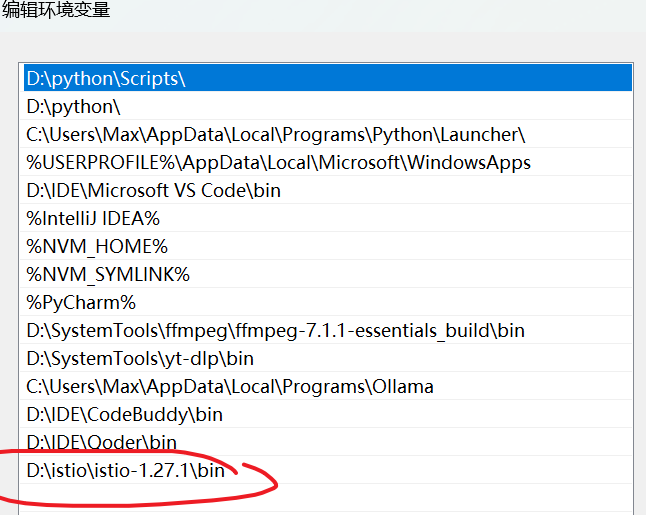 编辑环境变量
D:\python\Scripts\
D:\python\
C:\Users\Max\AppData\Local\Programs\Python\Launcher\
%USERPROFILE%\AppData\Local\Microsoft\WindowsApps
D:\IDE\Microsoft VS Code\bin
%IntelliJ IDEA%
%NVM_HOME%
%NVM_SYMLINK%
%PyCharm%
D:\SystemTools\ffmpeg\ffmpeg-7.1.1-essentials_build\bin
D:\SystemTools\yt-dlp\bin
C:\Users\Max\AppData\Local\Programs\Ollama
D:\IDE\CodeBuddy\bin
D:\IDE\Qoder\bin
D:\istio\istio-1.27.1\bin